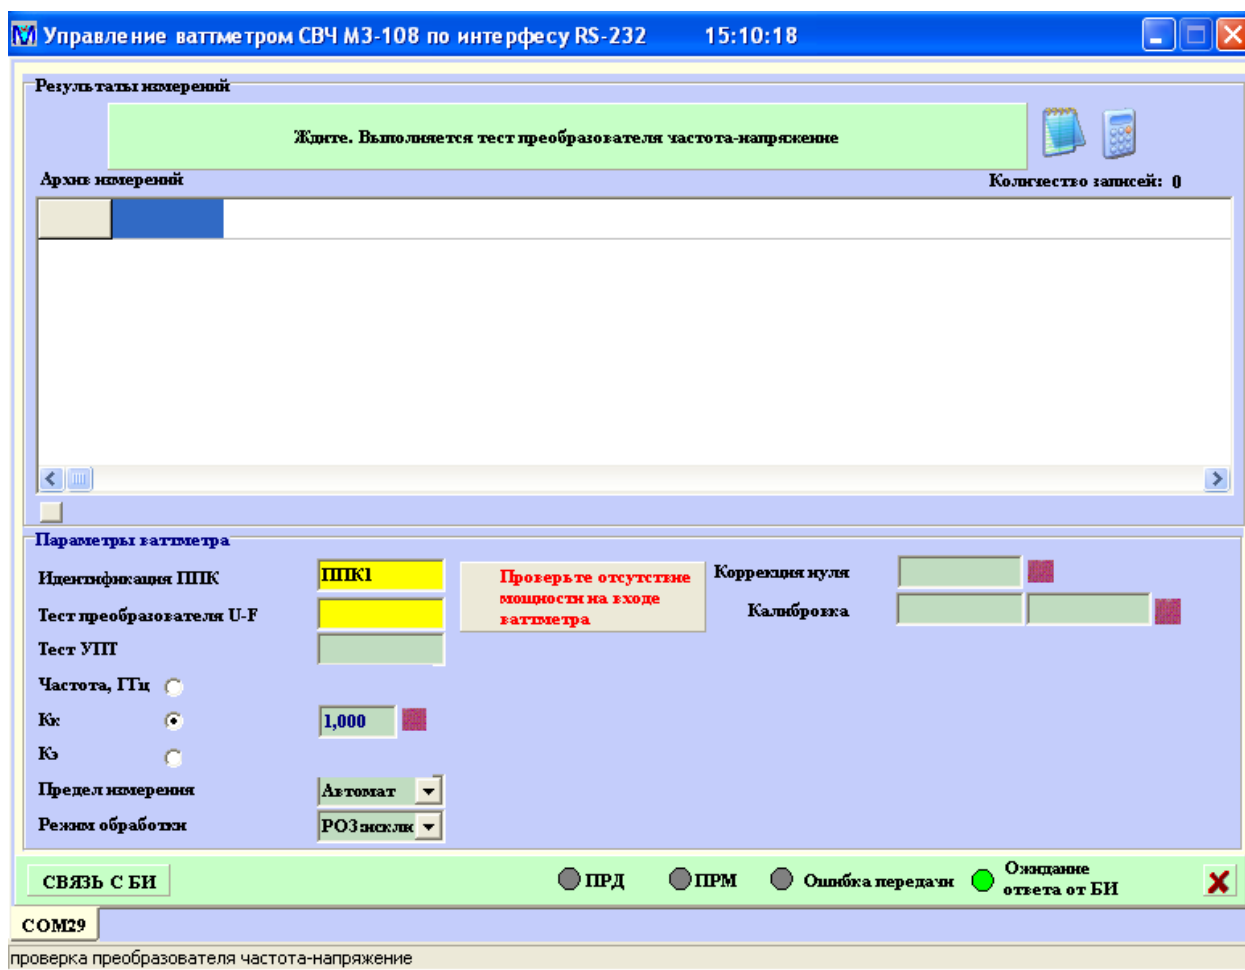 Управление ваттметром СВЧ М3-108 по интерфесу RS-232 15:10:18
Результаты измерений
Ждите. Выполняется тест преобразователя частота-напряжение
Архив измерений
Количество записей: 0
Параметры ваттметра
Идентификация ППК
ППК1
Тест преобразователя U-F
Тест УПТ
Частота, ГГц
Кк
1,000
Кэ
Предел измерения
Автомат
Режим обработки
РОЗ:исклю
Проверьте отсутствие
мощности на входе
ваттметра
Коррекция нуля
Калибровка
СВЯЗЬ С БИ
ПРД
ПРМ
Ошибка передачи
Ожидание
ответа от БИ
COM29
проверка преобразователя частота-напряжение